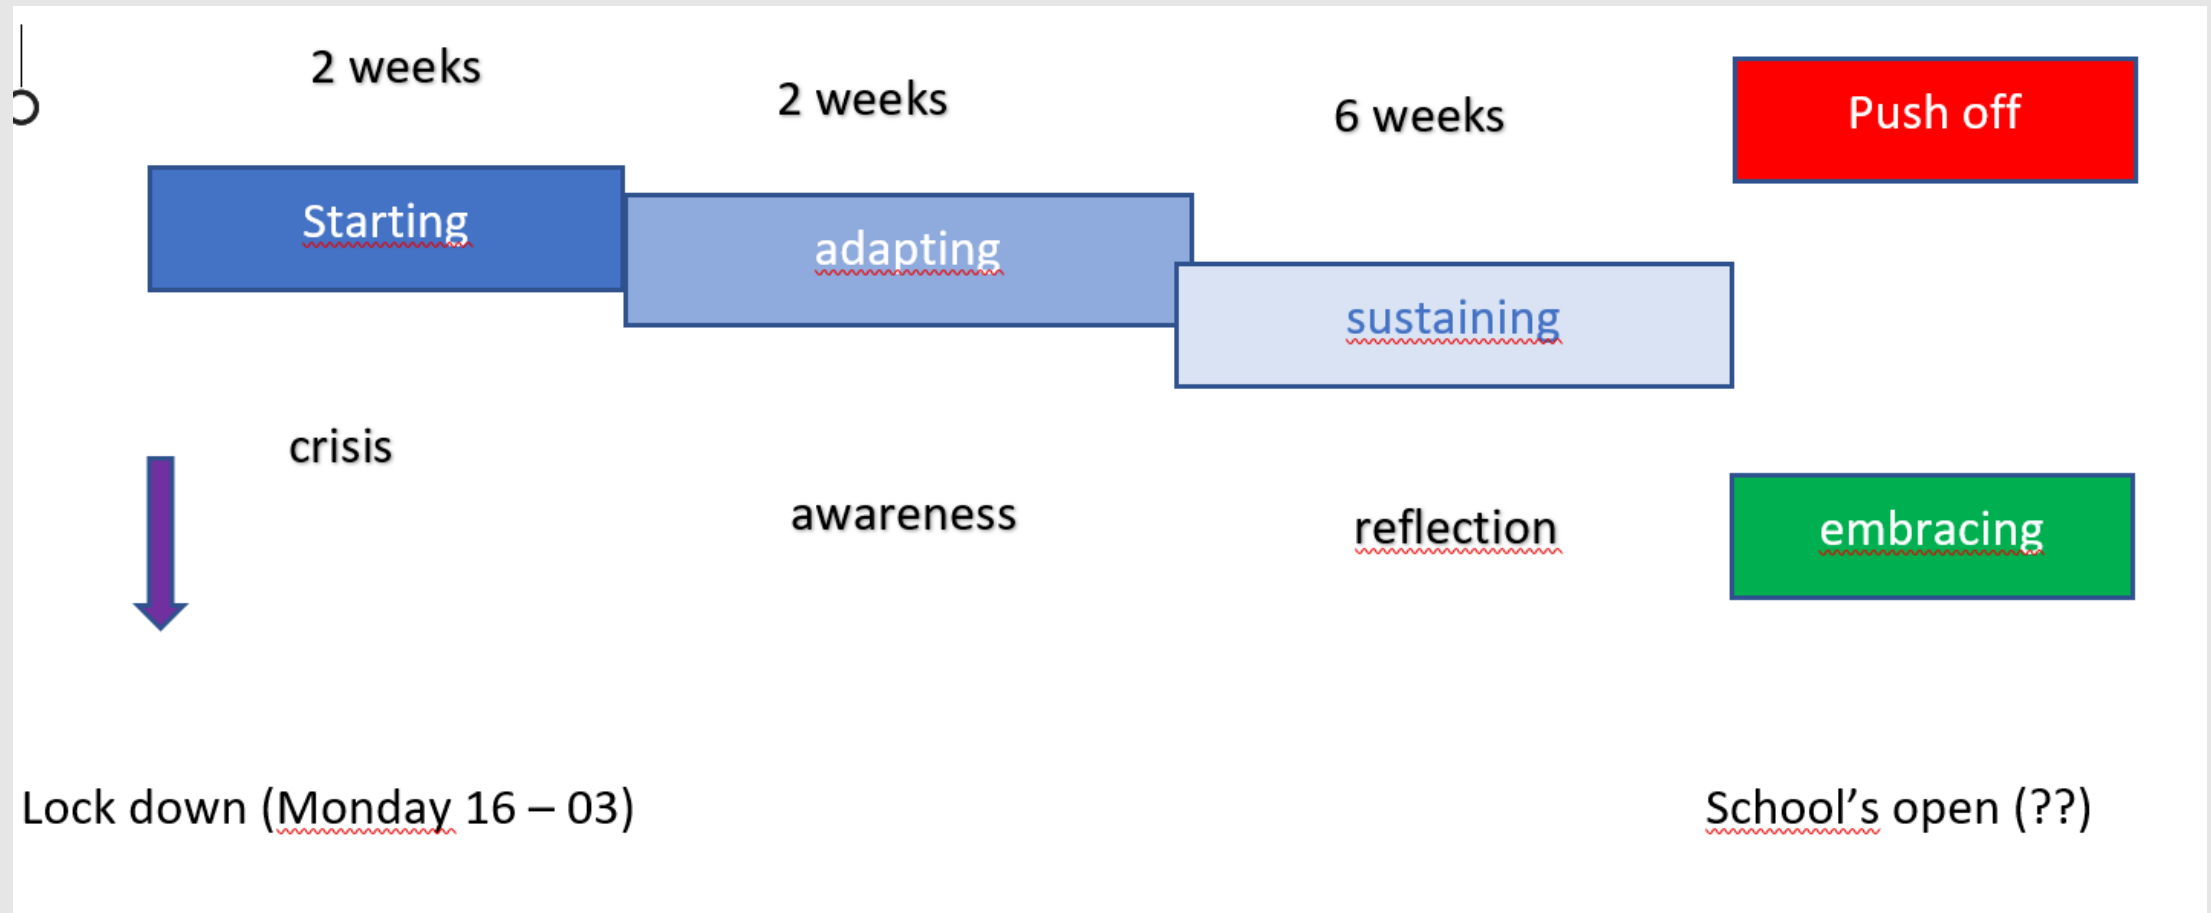 2 weeks
2 weeks
6 weeks
Push off
Starting
adapting
sustaining
crisis
awareness
reflection
embracing
Lock down (Monday 16 – 03)
School’s open (??)